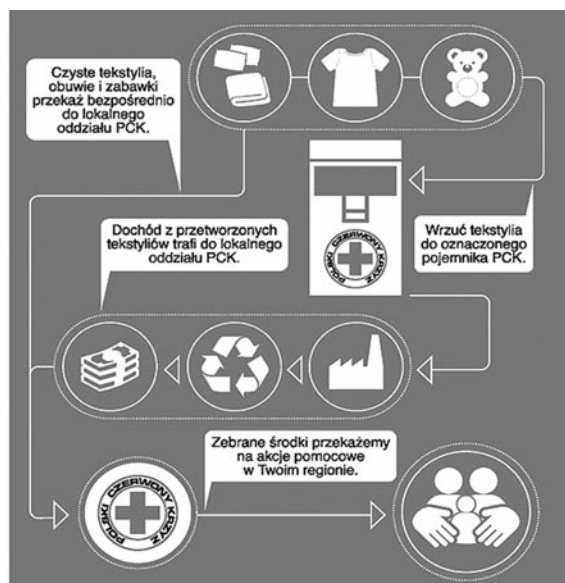 Czyste tekstylia,
obuwie i zabawki
przekaż bezpośrednio
do lokalnego
oddziału PCK.
Wrzuć tekstylia
do oznaczonego
pojemnika PCK.
POLSKI CZERWONY KRZYŻ
Dochód z przetworzonych
tekstyliów trafi do lokalnego
oddziału PCK.
Zebrane środki przekażemy
na akcje pomocowe
w Twoim regionie.
POLSKI CZERWONY KRZYŻ